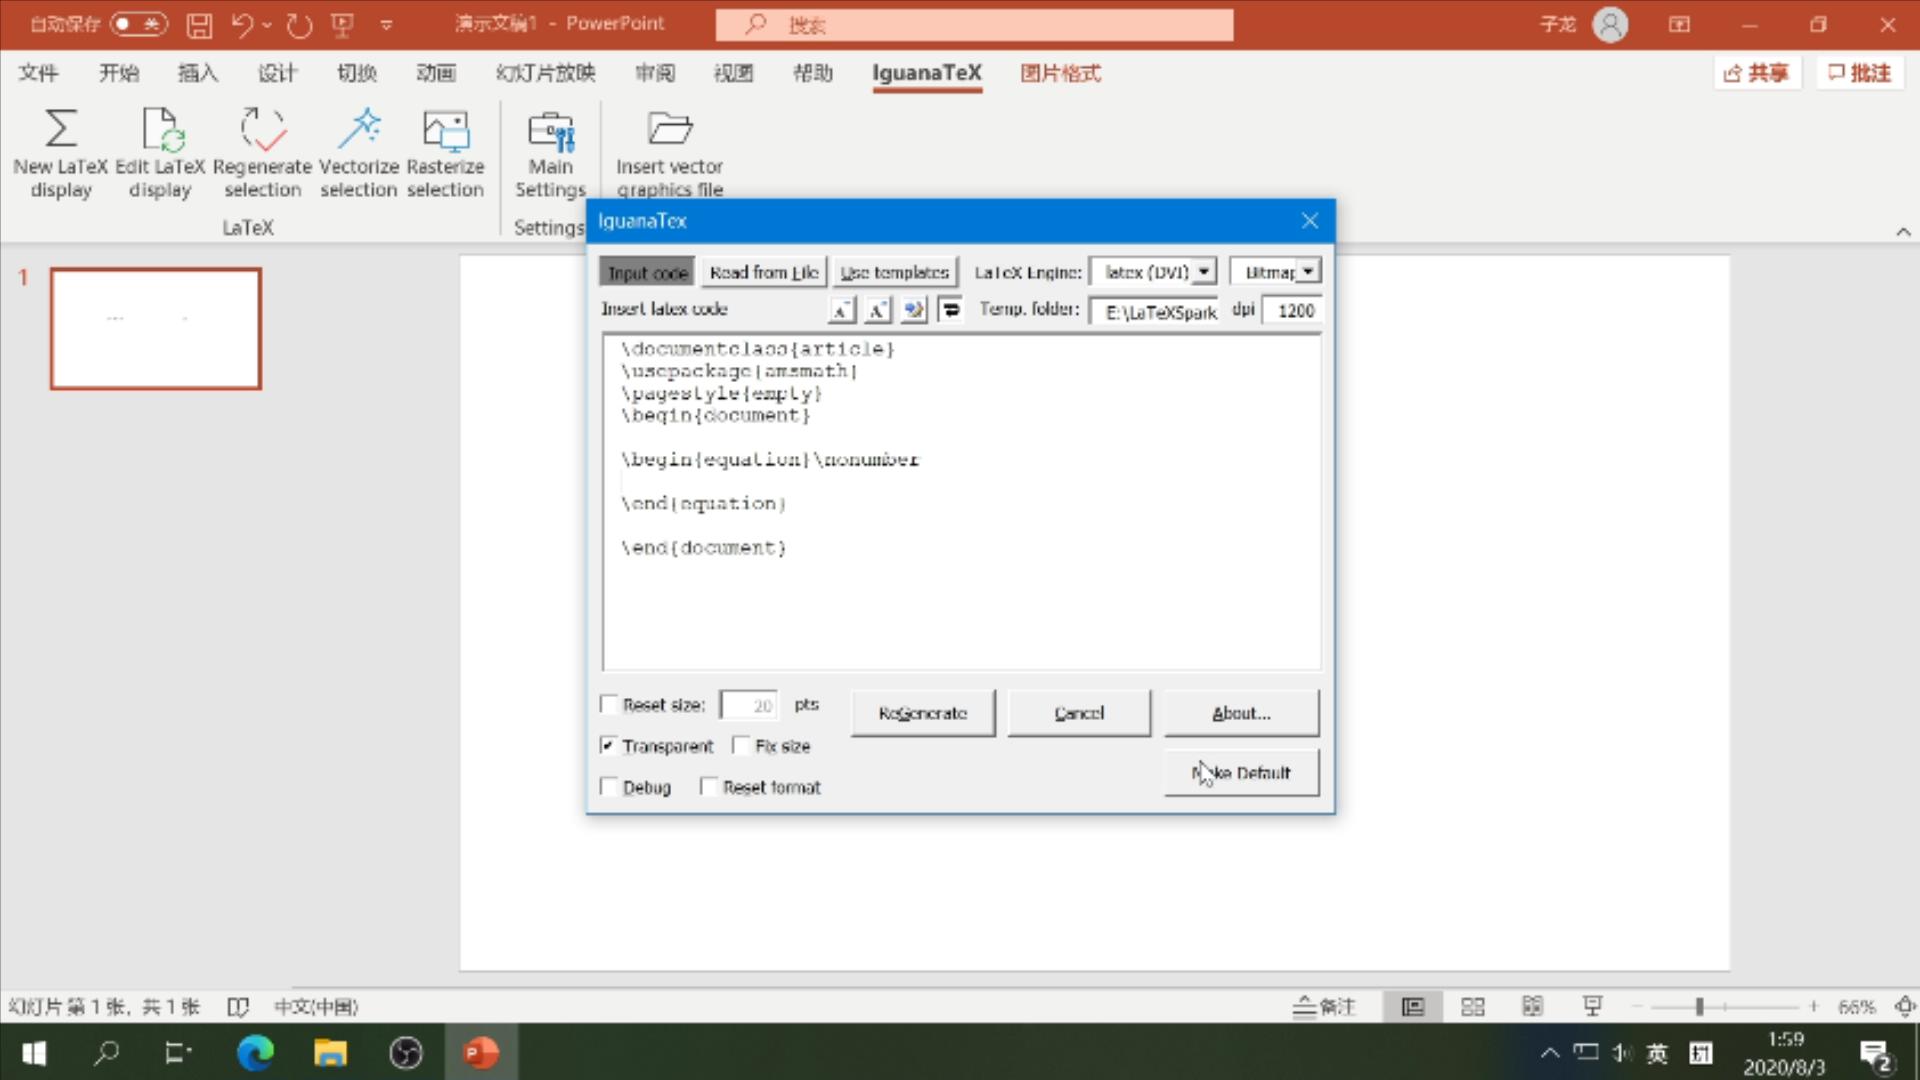 自动保存 关 演示文稿1 - PowerPoint 搜索 子龙
文件 开始 插入 设计 切换 动画 幻灯片放映 审阅 视图 帮助 IguanaTeX 图片格式 共享 批注
New LaTeX display
Edit LaTeX display
Regenerate selection
Vectorize selection
Rasterize selection
Main Settings
Insert vector graphics file
LaTeX
Settings
IguanaTex
Input code Read from File Use templates LaTeX Engine: latex (DVI) Bitmap
Insert latex code Temp. folder: E:\LaTeXSpark dpi 1200
\documentclass{article}
\usepackage{amsmath}
\pagestyle{empty}
\begin{document}
\begin{equation}\nonumber
\end{equation}
\end{document}
Reset size: 20 pts ReGenerate Cancel About...
Transparent Fix size
Make Default
Debug Reset format
1
幻灯片 第 1 张，共 1 张 中文(中国) 备注 66%
英 拼 1:59
2020/8/3 2